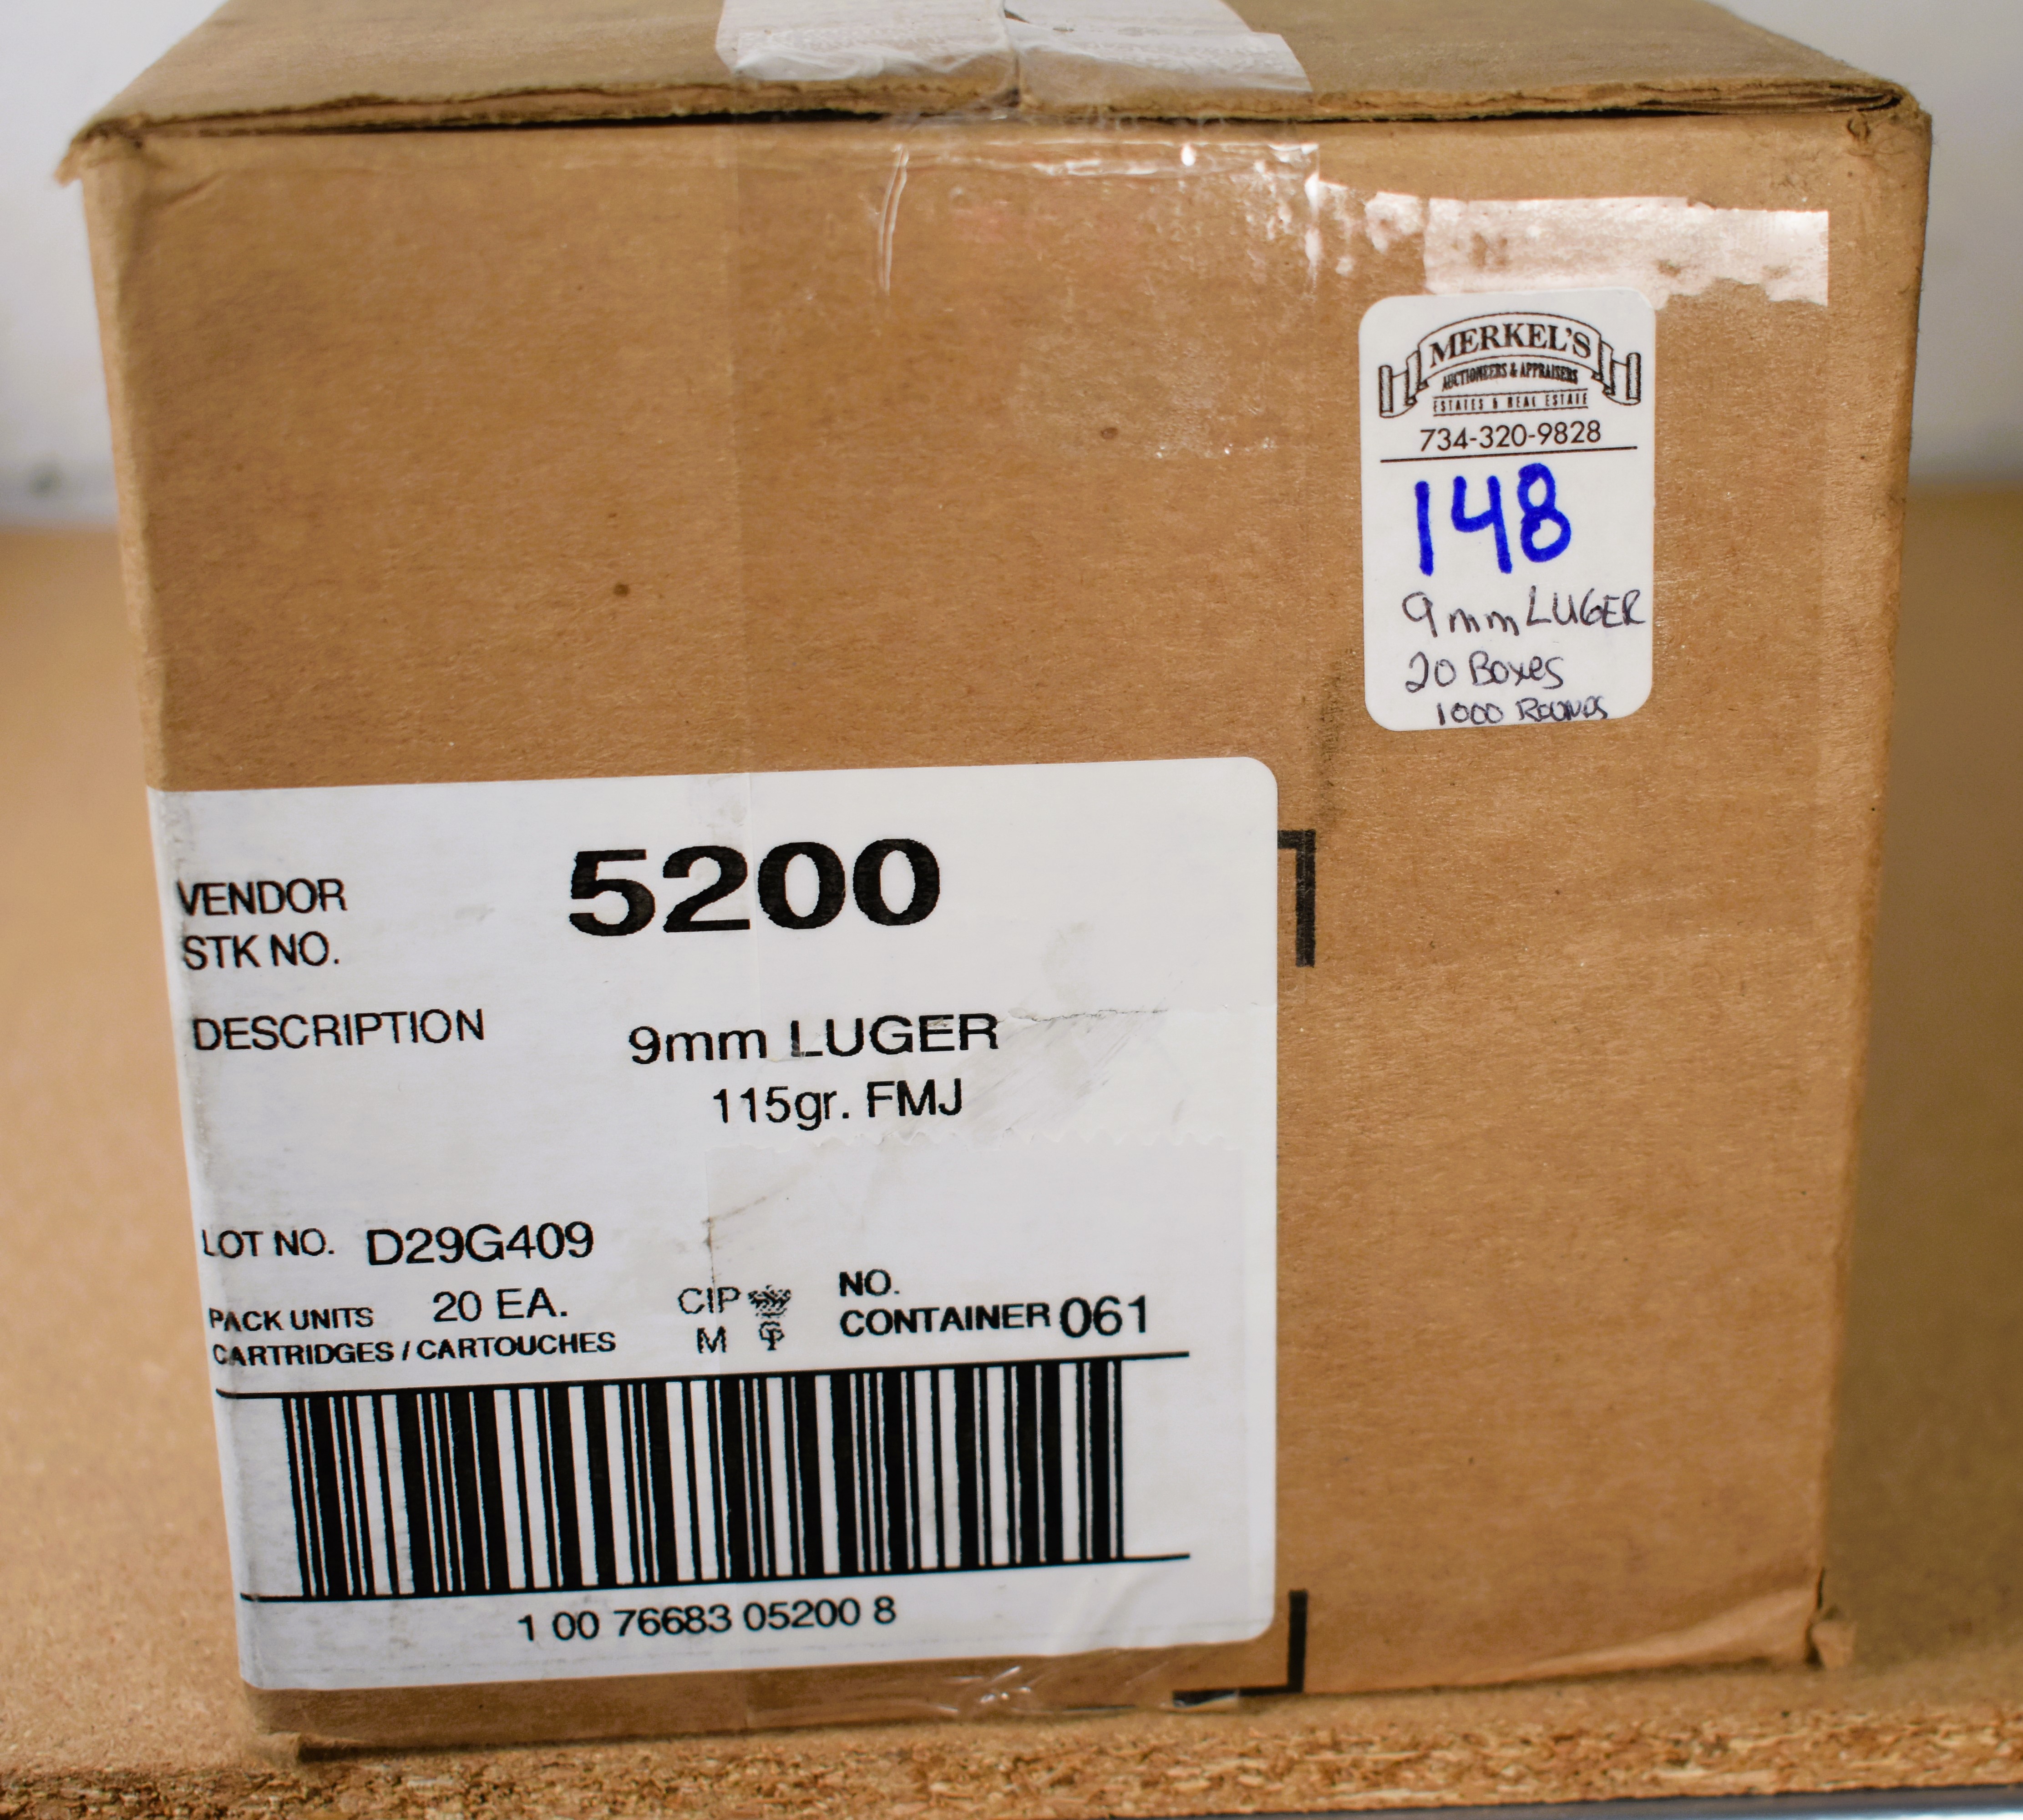 MERKEL'S
AUCTIONEERS & APPRAISERS
ESTATES & REAL ESTATE
734-320-9828
148
9mm LUGER
20 Boxes
1000 ROUNDS
VENDOR
STK NO.
5200
DESCRIPTION
9mm LUGER
115gr. FMJ
LOT NO. D29G409
PACK UNITS 20 EA.
CARTRIDGES / CARTOUCHES
CIP
M
NO.
CONTAINER 061
1 00 76683 05200 8